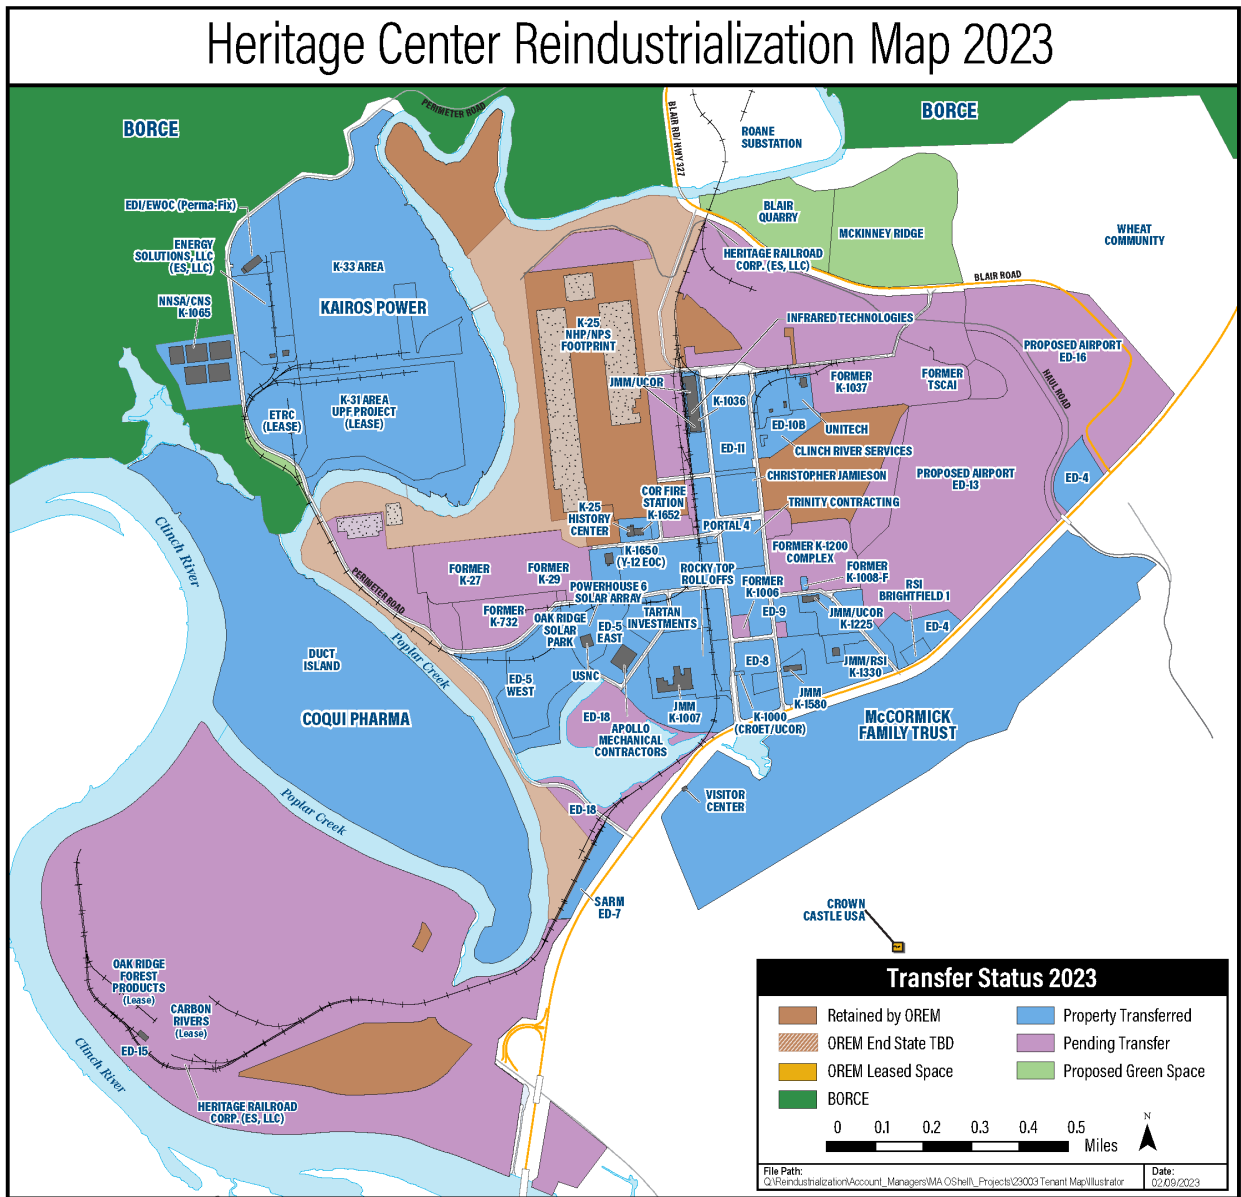 Heritage Center Reindustrialization Map 2023
PERIMETER ROAD
BORCE
BORCE
BLAIR RD/ HWY 327
ROANE
SUBSTATION
EDI/EWOC (Perma-Fix)
BLAIR
QUARRY
MCKINNEY RIDGE
WHEAT
COMMUNITY
ENERGY
SOLUTIONS, LLC
(ES, LLC)
K-33 AREA
HERITAGE RAILROAD
CORP. (ES, LLC)
BLAIR ROAD
NNSA/CNS
K-1065
KAIROS POWER
K-25
NHP/NPS
FOOTPRINT
INFRARED TECHNOLOGIES
PROPOSED AIRPORT
ED-16
JMM/UCOR
FORMER
K-1037
FORMER
TSCAI
HAUL ROAD
K-31 AREA
UPF PROJECT
(LEASE)
ETRC
(LEASE)
K-1036
ED-10B
UNITECH
ED-11
CLINCH RIVER SERVICES
CHRISTOPHER JAMIESON
PROPOSED AIRPORT
ED-13
ED-4
COR FIRE
STATION
K-1652
K-25
HISTORY
CENTER
TRINITY CONTRACTING
PORTAL 4
Clinch River
K-1650
(Y-12 EOC)
FORMER K-1200
COMPLEX
FORMER
K-27
FORMER
K-29
ROCKY TOP
ROLL OFFS
FORMER
K-1006
FORMER
K-1008-F
RSI
BRIGHTFIELD 1
PERIMETER ROAD
POWERHOUSE 6
SOLAR ARRAY
FORMER
K-732
OAK RIDGE
SOLAR
PARK
ED-5
EAST
TARTAN
INVESTMENTS
ED-9
JMM/UCOR
K-1225
ED-4
DUCT
ISLAND
Poplar Creek
ED-5
WEST
USNC
ED-8
JMM/RSI
K-1330
JMM
K-1580
COQUI PHARMA
ED-18
JMM
K-1007
K-1000
(CROET/UCOR)
APOLLO
MECHANICAL
CONTRACTORS
McCORMICK
FAMILY TRUST
Poplar Creek
ED-18
VISITOR
CENTER
SARM
ED-7
CROWN
CASTLE USA
OAK RIDGE
FOREST
PRODUCTS
(Lease)
CARBON
RIVERS
(Lease)
ED-15
Clinch River
HERITAGE RAILROAD
CORP. (ES, LLC)
Transfer Status 2023
Retained by OREM
Property Transferred
OREM End State TBD
Pending Transfer
OREM Leased Space
Proposed Green Space
BORCE
0 0.1 0.2 0.3 0.4 0.5
Miles
N
File Path:
Q:\Reindustrialization\Account_Managers\MA OShell\_Projects\23003 Tenant Map\Illustrator
Date:
02/09/2023